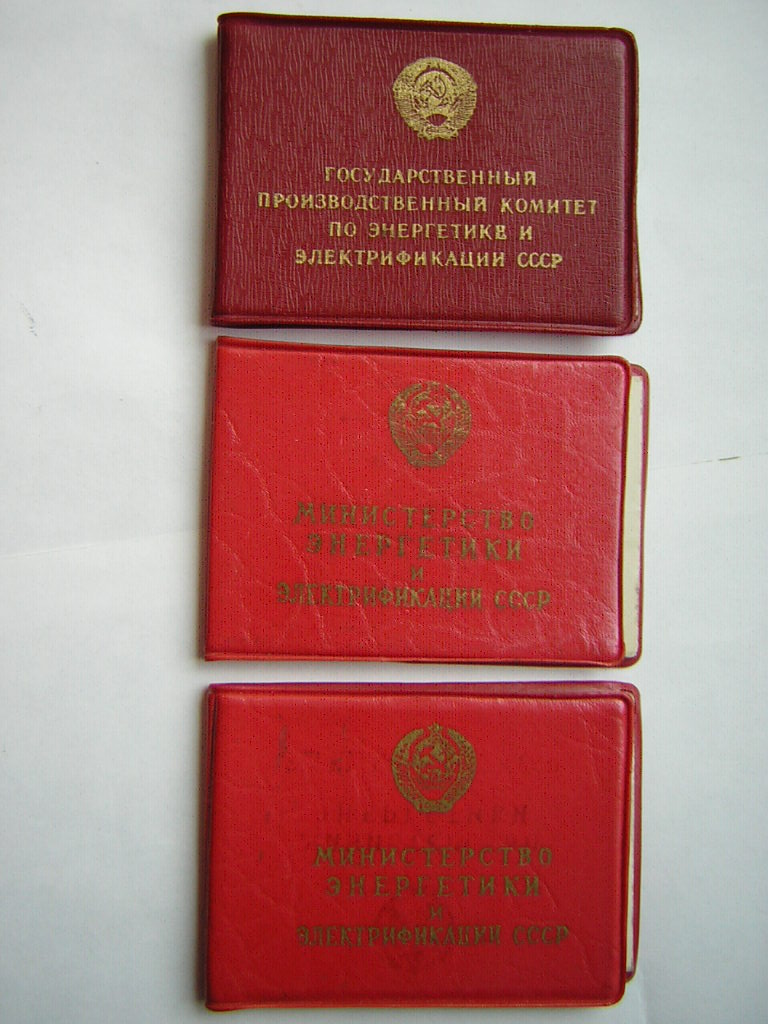 ГОСУДАРСТВЕННЫЙ
ПРОИЗВОДСТВЕННЫЙ КОМИТЕТ
ПО ЭНЕРГЕТИКЕ И
ЭЛЕКТРИФИКАЦИИ СССР
МИНИСТЕРСТВО
ЭНЕРГЕТИКИ
И
ЭЛЕКТРИФИКАЦИИ СССР
МИНИСТЕРСТВО
ЭНЕРГЕТИКИ
И
ЭЛЕКТРИФИКАЦИИ СССР